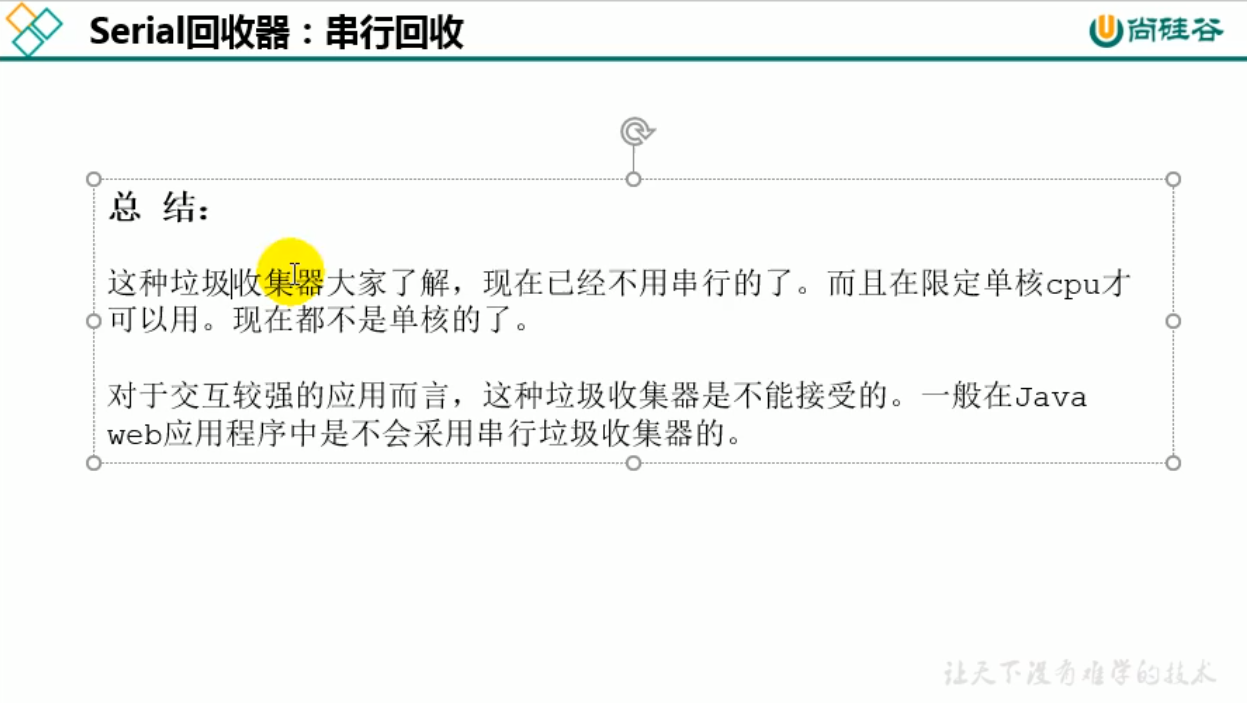 Serial回收器：串行回收
尚硅谷
总 结：
这种垃圾收集器大家了解，现在已经不用串行的了。而且在限定单核cpu才
可以用。现在都不是单核的了。
对于交互较强的应用而言，这种垃圾收集器是不能接受的。一般在Java
web应用程序中是不会采用串行垃圾收集器的。
让天下没有难学的技术